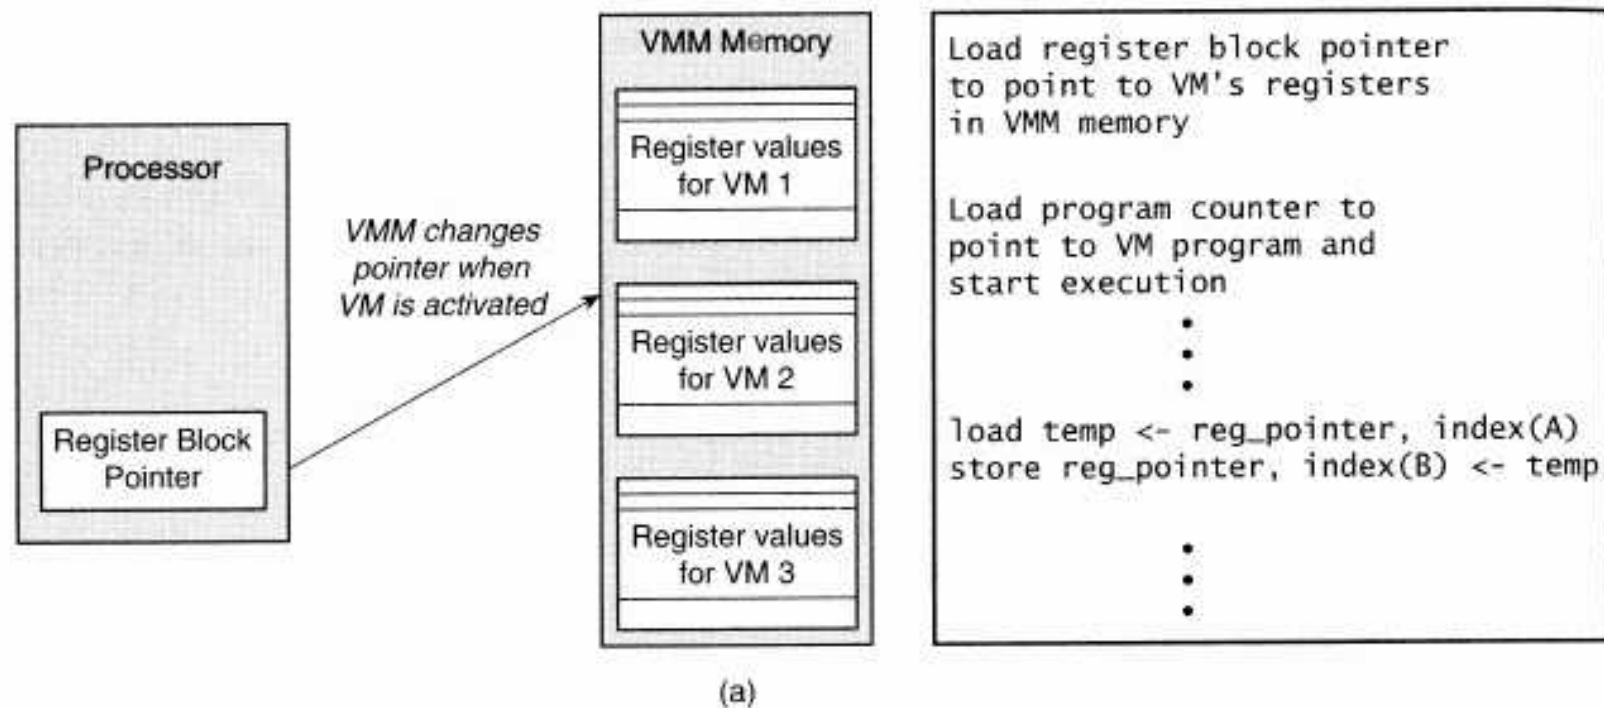 Processor
Register Block
Pointer
VMM changes
pointer when
VM is activated
VMM Memory
Register values
for VM 1
Register values
for VM 2
Register values
for VM 3
Load register block pointer
to point to VM's registers
in VMM memory
Load program counter to
point to VM program and
start execution
load temp <- reg_pointer, index(A)
store reg_pointer, index(B) <- temp
(a)